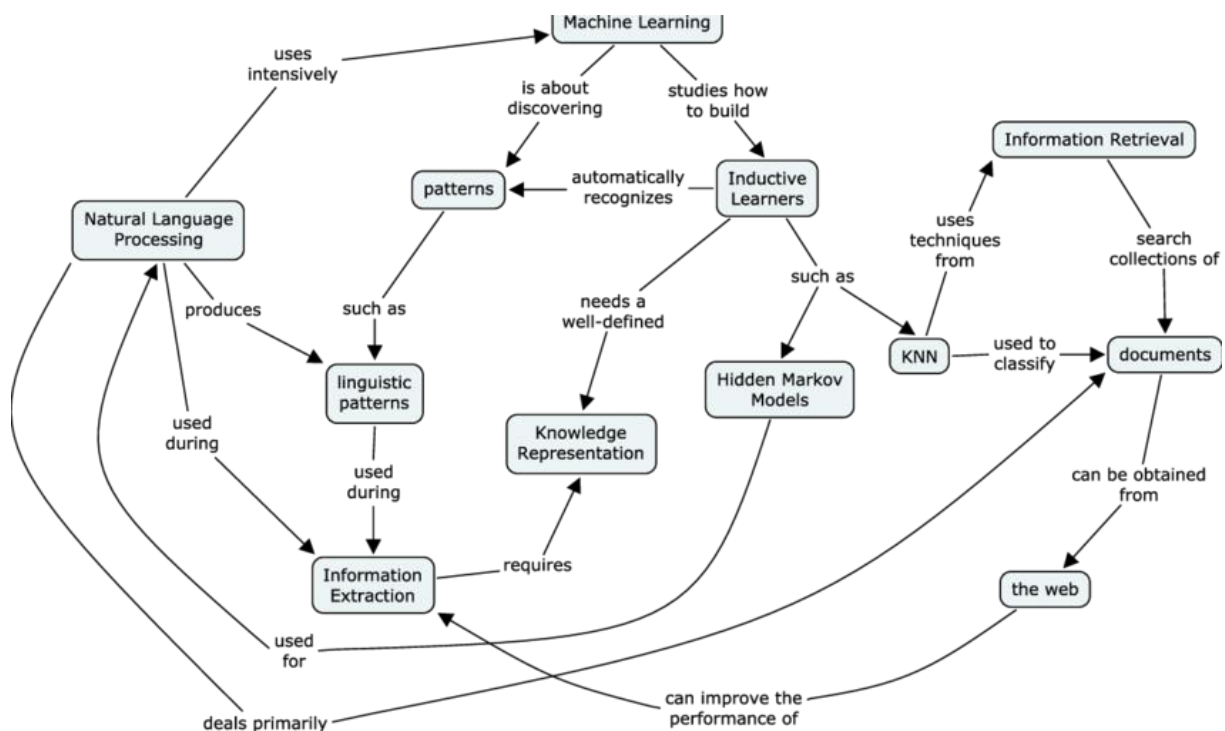 Machine Learning
uses
intensively
is about
discovering
studies how
to build
Information Retrieval
patterns
automatically
recognizes
Inductive
Learners
Natural Language
Processing
uses
techniques
from
search
collections of
produces
such as
needs a
well-defined
such as
KNN
used to
classify
documents
linguistic
patterns
Hidden Markov
Models
used
during
Knowledge
Representation
used
during
can be obtained
from
Information
Extraction
requires
the web
used
for
can improve the
performance of
deals primarily